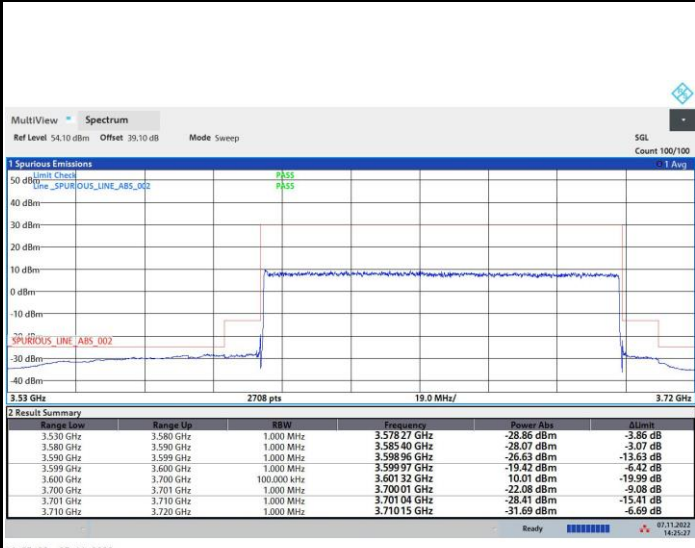 MultiView Spectrum
Ref Level 54.10 dBm Offset 39.10 dB Mode Sweep SGL
Count 100/100
1 Spurious Emissions 1 Avg
50 dBm Limit Check PASS
Line _SPURIOUS_LINE_ABS_002 PASS
40 dBm
30 dBm
20 dBm
10 dBm
0 dBm
-10 dBm
-20 dBm
SPURIOUS_LINE_ABS_002
-30 dBm
-40 dBm
3.53 GHz 2708 pts 19.0 MHz/ 3.72 GHz
2 Result Summary
Range Low Range Up RBW Frequency Power Abs ΔLimit
3.530 GHz 3.580 GHz 1.000 MHz 3.578 27 GHz -28.86 dBm -3.86 dB
3.580 GHz 3.590 GHz 1.000 MHz 3.585 40 GHz -28.07 dBm -3.07 dB
3.590 GHz 3.599 GHz 1.000 MHz 3.598 96 GHz -26.63 dBm -13.63 dB
3.599 GHz 3.600 GHz 1.000 MHz 3.599 97 GHz -19.42 dBm -6.42 dB
3.600 GHz 3.700 GHz 100.000 kHz 3.601 32 GHz 10.01 dBm -19.99 dB
3.700 GHz 3.701 GHz 1.000 MHz 3.700 01 GHz -22.08 dBm -9.08 dB
3.701 GHz 3.710 GHz 1.000 MHz 3.701 04 GHz -28.41 dBm -15.41 dB
3.710 GHz 3.720 GHz 1.000 MHz 3.710 15 GHz -31.69 dBm -6.69 dB
Ready 07.11.2022
14:25:27